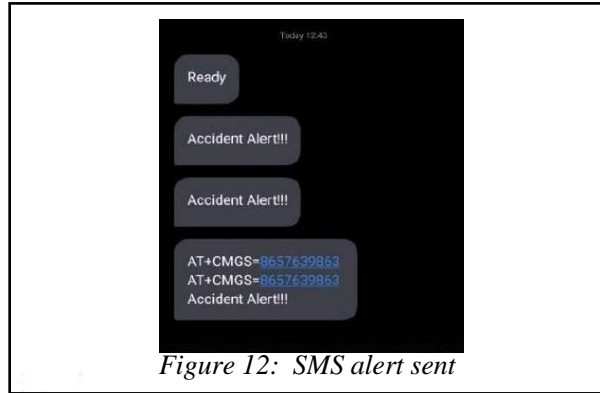 Today 12.43
Ready
Accident Alert!!!
Accident Alert!!!
AT+CMGS=8657639863
AT+CMGS=8657639863
Accident Alert!!!
Figure 12: SMS alert sent